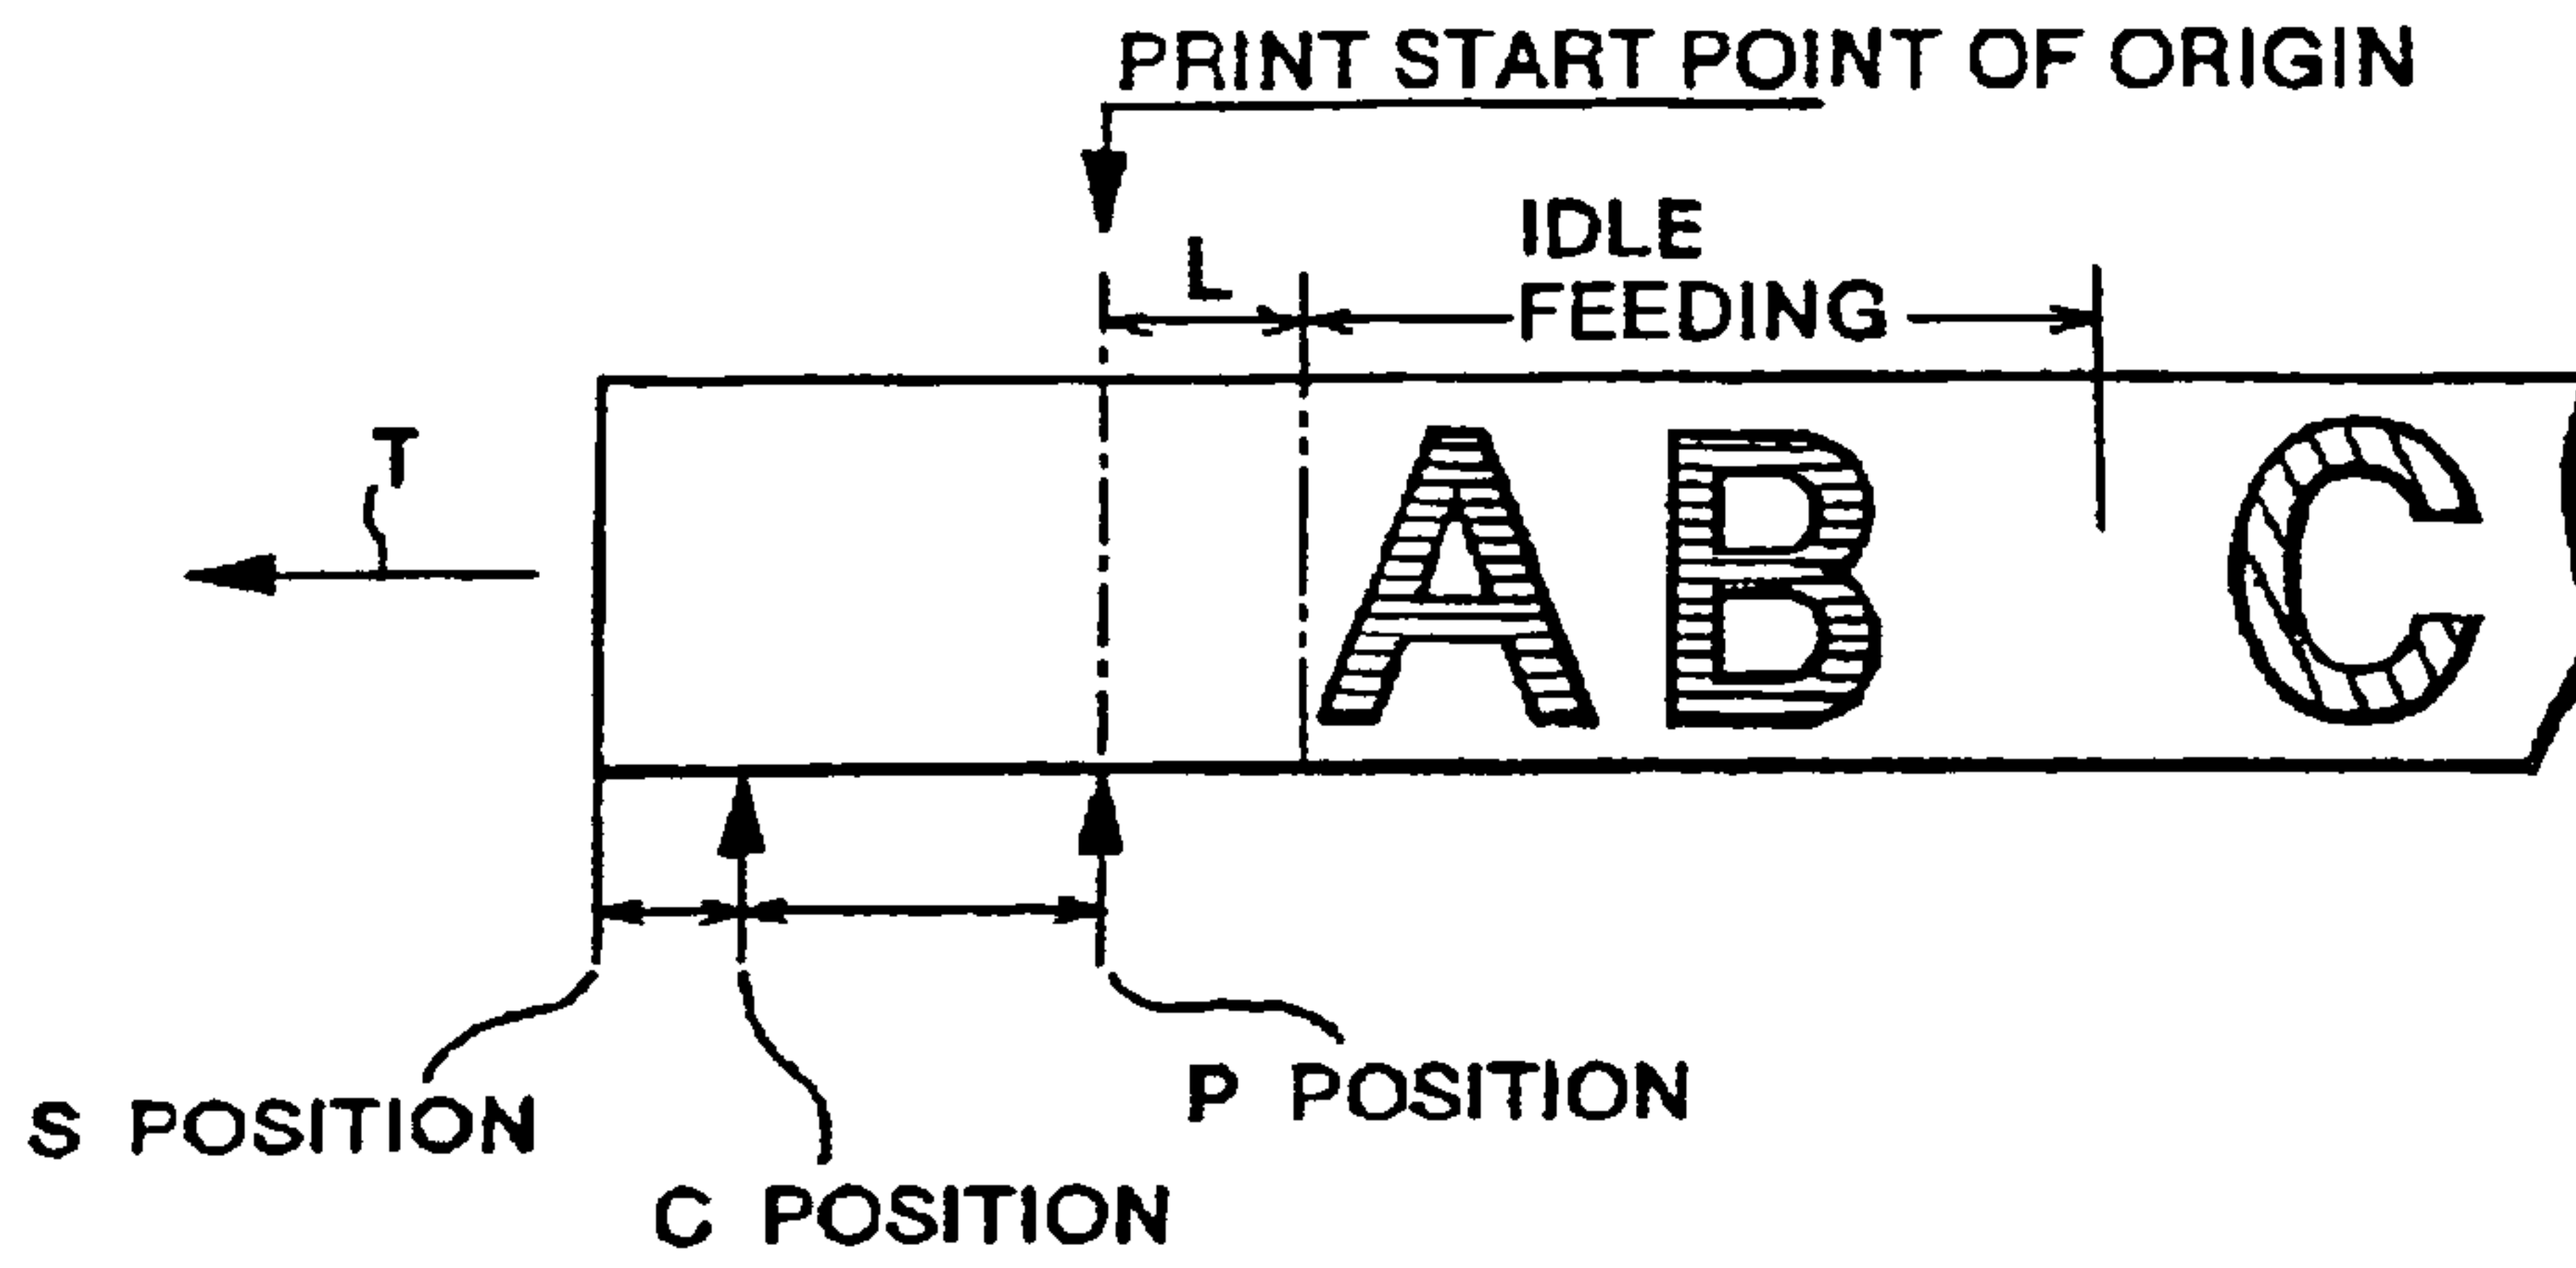 PRINT START POINT OF ORIGIN
L
IDLE
FEEDING
T
AB C
S POSITION
C POSITION
P POSITION